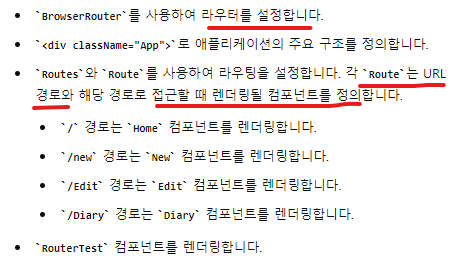 `BrowserRouter`를 사용하여 라우터를 설정합니다.
`<div className="App">`로 애플리케이션의 주요 구조를 정의합니다.
`Routes`와 `Route`를 사용하여 라우팅을 설정합니다. 각 `Route`는 URL
경로와 해당 경로로 접근할 때 렌더링될 컴포넌트를 정의합니다.
`/` 경로는 `Home` 컴포넌트를 렌더링합니다.
`/new` 경로는 `New` 컴포넌트를 렌더링합니다.
`/Edit` 경로는 `Edit` 컴포넌트를 렌더링합니다.
`/Diary` 경로는 `Diary` 컴포넌트를 렌더링합니다.
`RouterTest` 컴포넌트를 렌더링합니다.